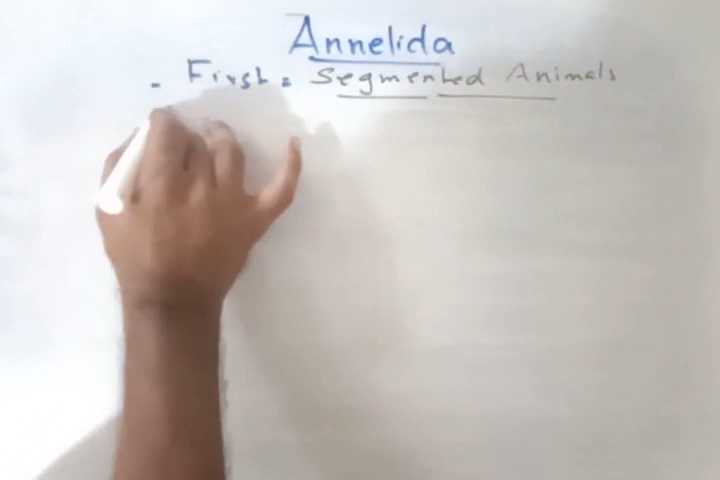 Annelida
- First = Segmented Animals